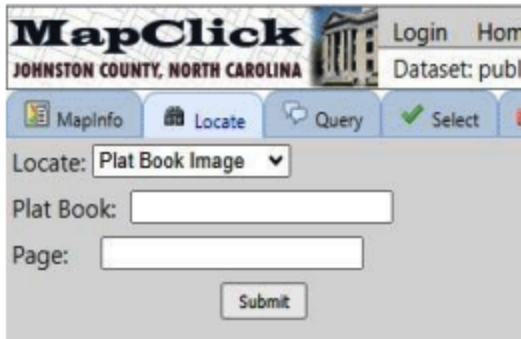 MapClick
JOHNSTON COUNTY, NORTH CAROLINA
Login
Dataset:
MapInfo Locate Query Select
Locate: Plat Book Image
Plat Book:
Page:
Submit